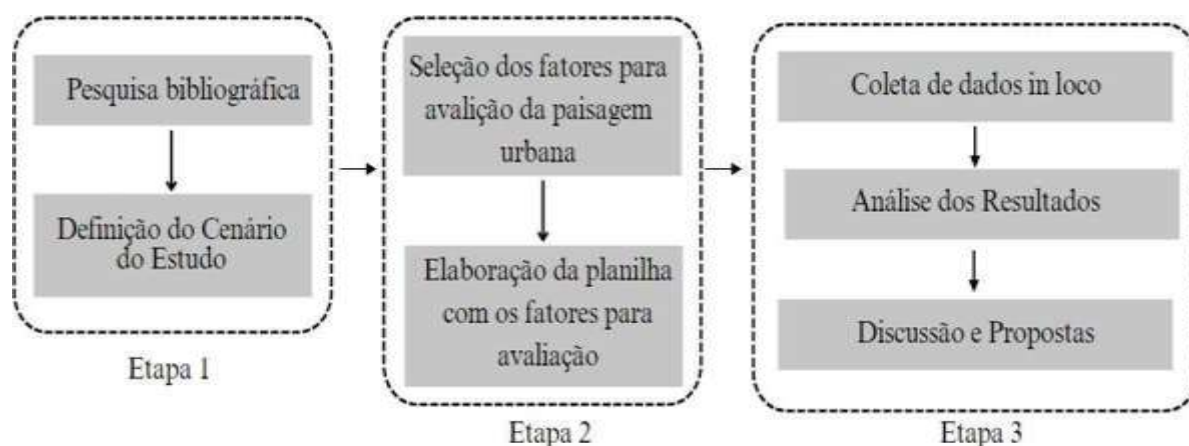 Pesquisa bibliográfica
Definição do Cenário
do Estudo
Etapa 1
Seleção dos fatores para
avalição da paisagem
urbana
Elaboração da planilha
com os fatores para
avaliação
Etapa 2
Coleta de dados in loco
Análise dos Resultados
Discussão e Propostas
Etapa 3